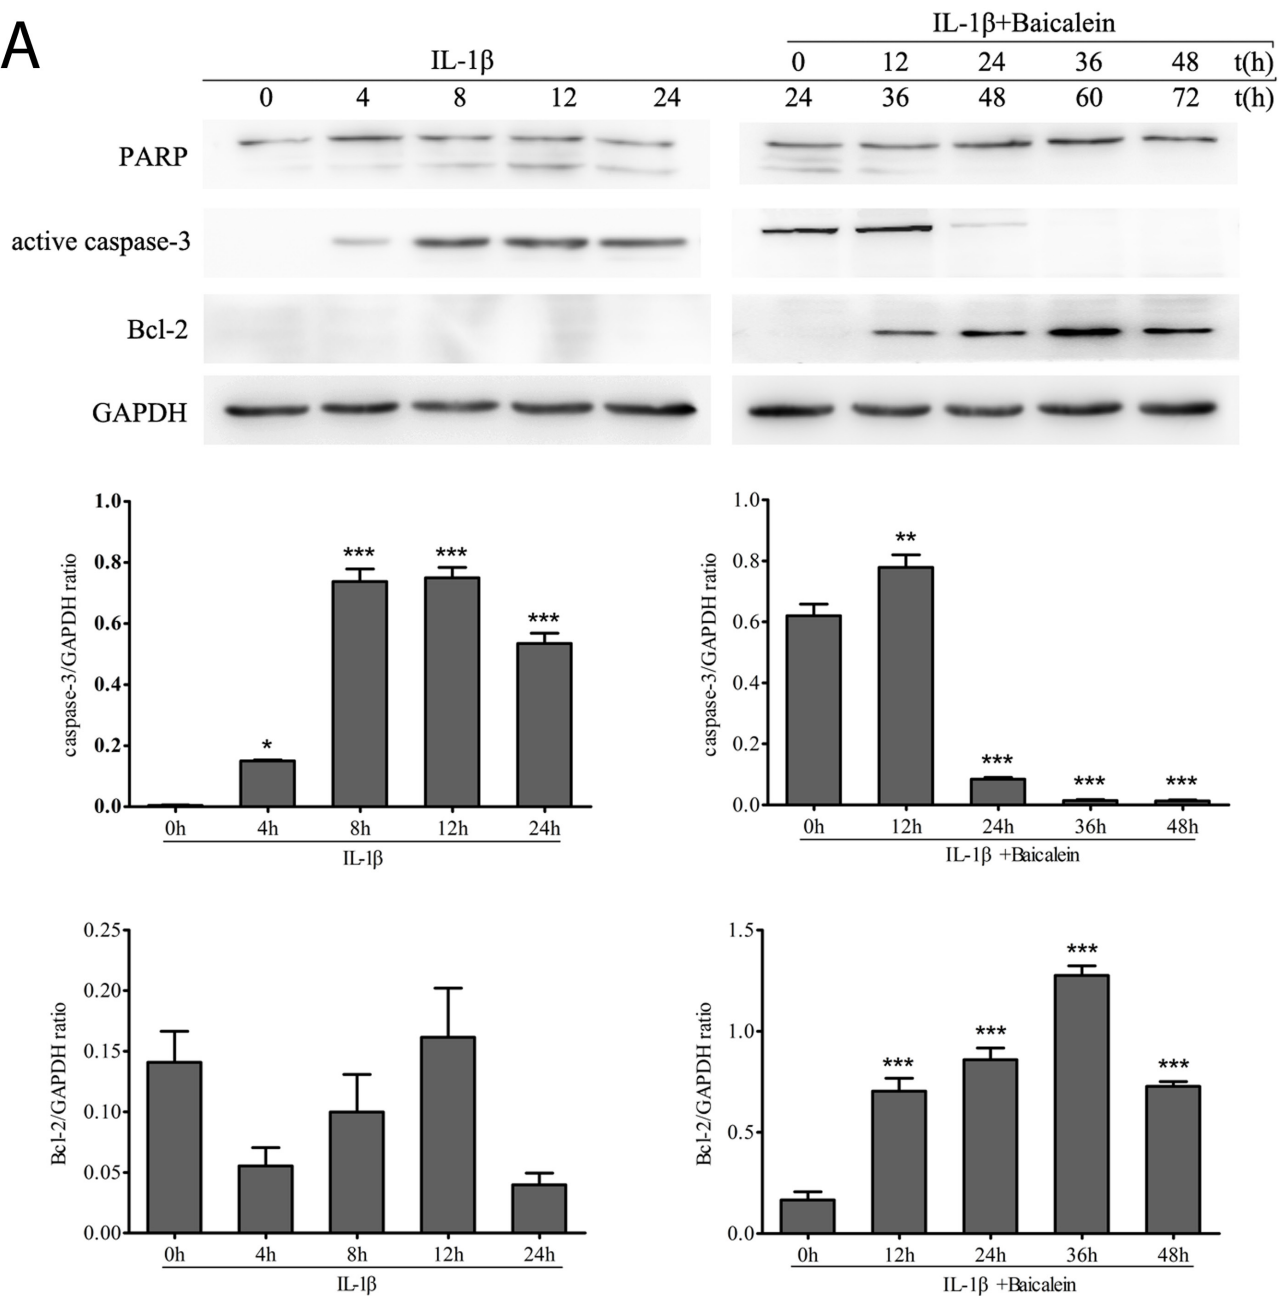 A
IL-1β+Baicalein
IL-1β
0 12 24 36 48 t(h)
0 4 8 12 24
24 36 48 60 72 t(h)
PARP
active caspase-3
Bcl-2
GAPDH
caspase-3/GAPDH ratio
1.0
0.8
0.6
0.4
0.2
0.0
* *** *** ***
0h 4h 8h 12h 24h
IL-1β
caspase-3/GAPDH ratio
1.0
0.8
0.6
0.4
0.2
0.0
** *** *** ***
0h 12h 24h 36h 48h
IL-1β +Baicalein
Bcl-2/GAPDH ratio
0.25
0.20
0.15
0.10
0.05
0.00
0h 4h 8h 12h 24h
IL-1β
Bcl-2/GAPDH ratio
1.5
1.0
0.5
0.0
*** *** *** ***
0h 12h 24h 36h 48h
IL-1β +Baicalein